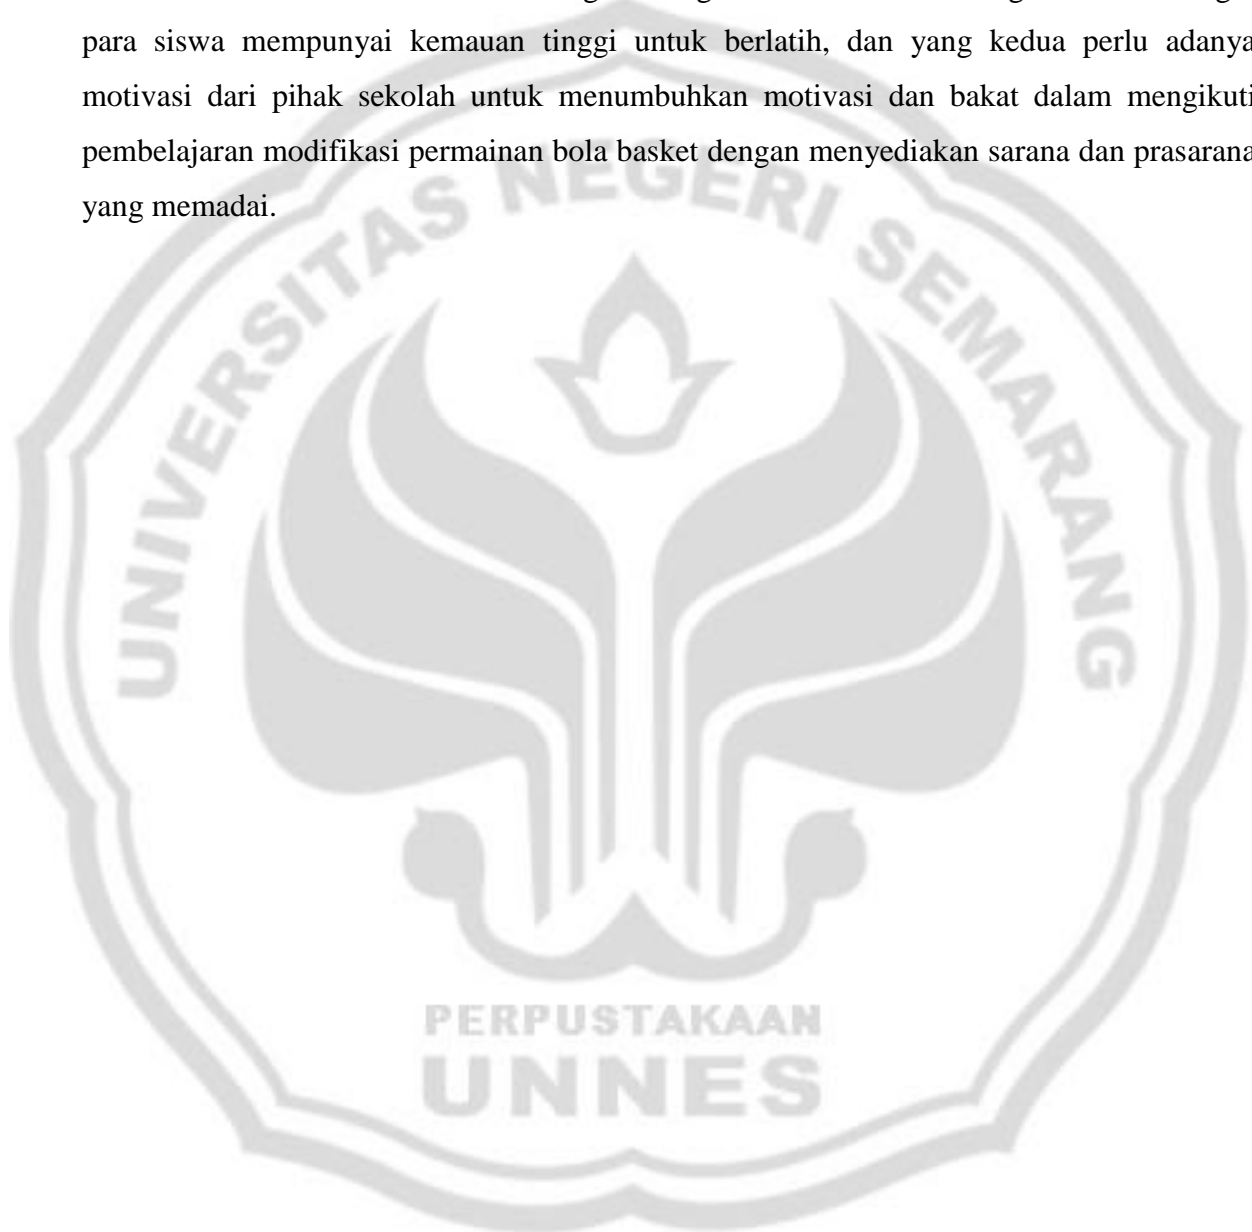 para siswa mempunyai kemauan tinggi untuk berlatih, dan yang kedua perlu adanya
motivasi dari pihak sekolah untuk menumbuhkan motivasi dan bakat dalam mengikuti
pembelajaran modifikasi permainan bola basket dengan menyediakan sarana dan prasarana
yang memadai.
UNIVERSITAS NEGERI SEMARANG
PERPUSTAKAAN
UNNES